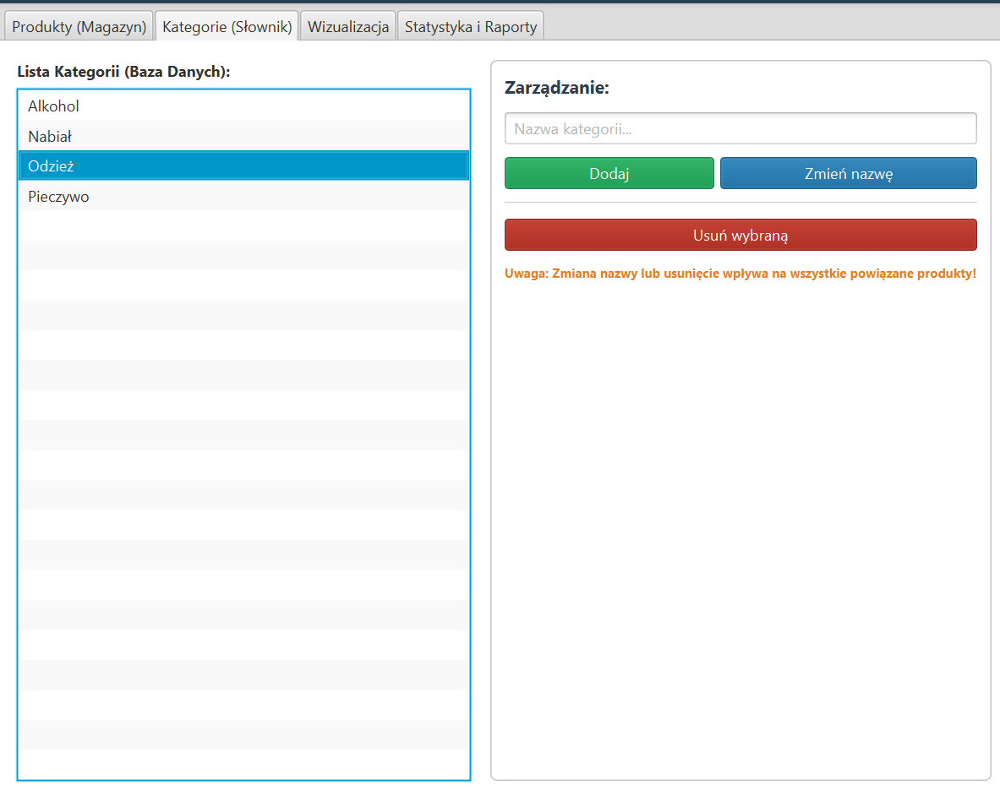 Produkty (Magazyn) Kategorie (Słownik) Wizualizacja Statystyka i Raporty
Lista Kategorii (Baza Danych):
Alkohol
Nabiał
Odzież
Pieczywo
Zarządzanie:
Nazwa kategorii...
Dodaj Zmień nazwę
Usuń wybraną
Uwaga: Zmiana nazwy lub usunięcie wpływa na wszystkie powiązane produkty!